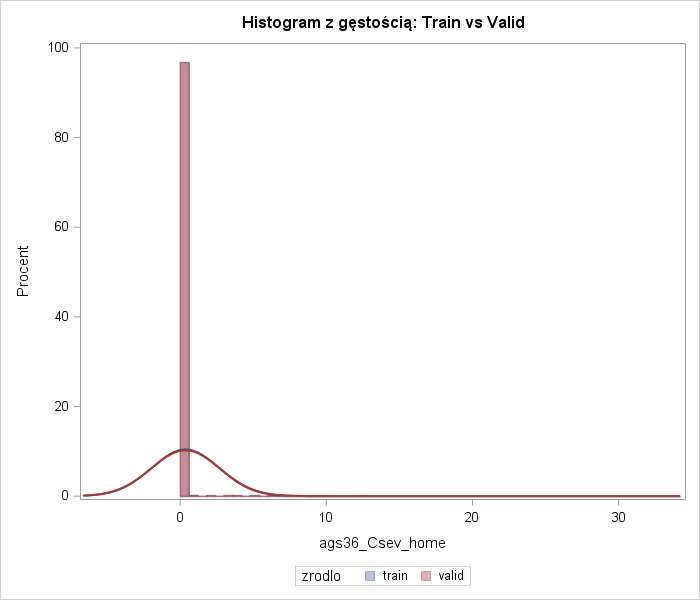 Histogram z gęstością: Train vs Valid
100
80
60
40
20
0
Procent
0 10 20 30
ags36_Csev_home
zrodlo train valid